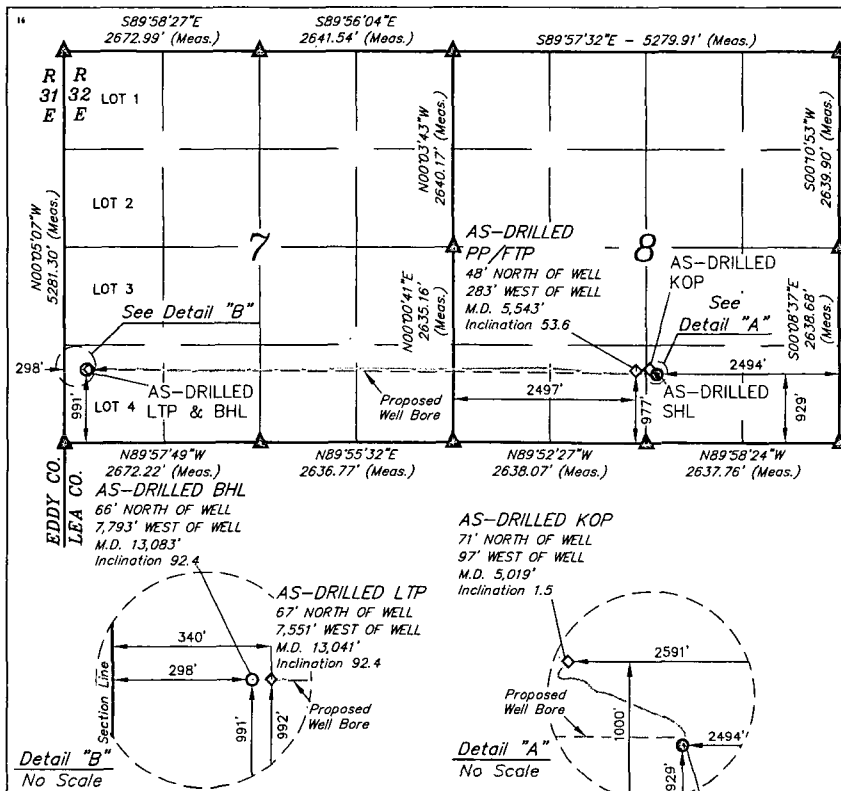 16
S89°58'27"E
2672.99' (Meas.)
S89°56'04"E
2641.54' (Meas.)
S89°57'32"E - 5279.91' (Meas.)
R
31
E
R
32
E
LOT 1
LOT 2
LOT 3
LOT 4
N00°05'07"W
5281.30' (Meas.)
N00°03'43"W
2640.17' (Meas.)
N00°00'41"E
2635.16' (Meas.)
S00°10'53"W
2639.90' (Meas.)
S00°08'37"E
2638.68' (Meas.)
7
8
AS-DRILLED
PP/FTP
48' NORTH OF WELL
283' WEST OF WELL
M.D. 5,543'
Inclination 53.6
AS-DRILLED
KOP
See
Detail "A"
See Detail "B"
298'
991'
AS-DRILLED
LTP & BHL
Proposed
Well Bore
2497'
977'
AS-DRILLED
SHL
2494'
929'
N89°57'49"W
2672.22' (Meas.)
N89°55'32"E
2636.77' (Meas.)
N89°52'27"W
2638.07' (Meas.)
N89°58'24"W
2637.76' (Meas.)
EDDY CO.
LEA CO.
AS-DRILLED BHL
66' NORTH OF WELL
7,793' WEST OF WELL
M.D. 13,083'
Inclination 92.4
AS-DRILLED LTP
67' NORTH OF WELL
7,551' WEST OF WELL
M.D. 13,041'
Inclination 92.4
340'
298'
Section Line
991'
992'
Proposed
Well Bore
Detail "B"
No Scale
AS-DRILLED KOP
71' NORTH OF WELL
97' WEST OF WELL
M.D. 5,019'
Inclination 1.5
2591'
Proposed
Well Bore
1000'
2494'
929'
Detail "A"
No Scale